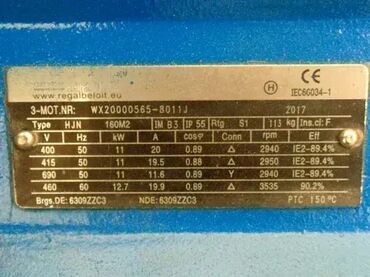 www.regalbeloit.eu
H CE
IEC60034-1
3-MOT.NR: WX20000565-8011J 2017
Type HJN 160M2 IM B3 IP 55 Rtg S1 113 kg Ins.cl: F.
V Hz kW A cosφ Conn rpm Eff
400 50 11 20 0.89 Δ 2940 IE2-89.4%
415 50 11 19.5 0.88 Δ 2950 IE2-89.4%
690 50 11 11.6 0.89 Y 2940 IE2-89.4%
460 60 12.7 19.9 0.89 Δ 3535 90.2%
Brgs.DE: 6309ZZC3 NDE: 6309ZZC3 PTC 150ºC